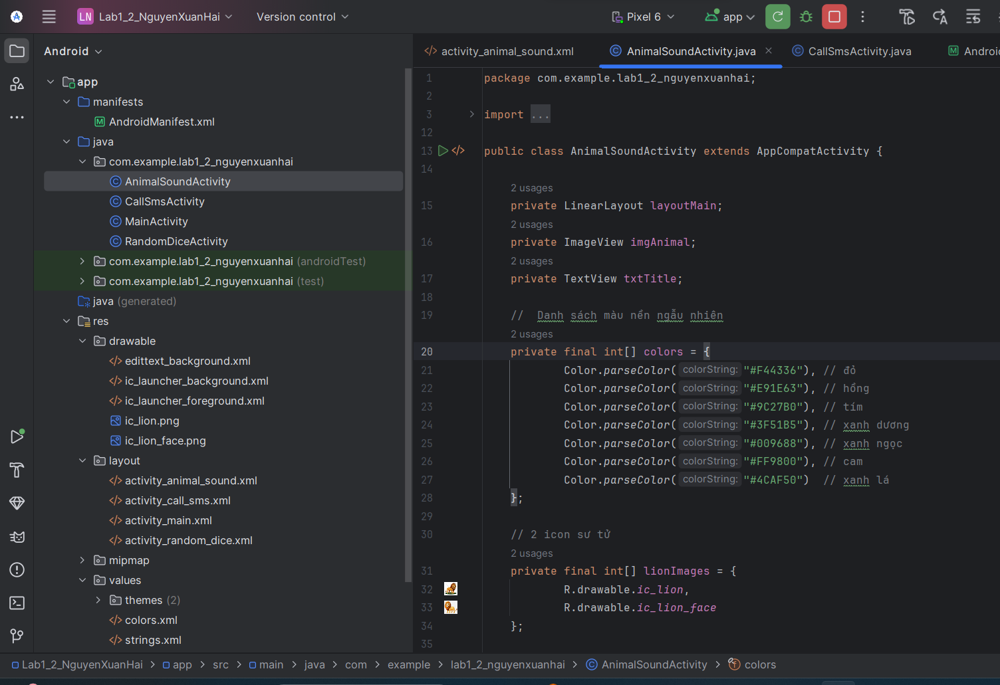 LN Lab1_2_NguyenXuanHai Version control Pixel 6 app
Android
app
manifests
AndroidManifest.xml
java
com.example.lab1_2_nguyenxuanhai
AnimalSoundActivity
CallSmsActivity
MainActivity
RandomDiceActivity
com.example.lab1_2_nguyenxuanhai (androidTest)
com.example.lab1_2_nguyenxuanhai (test)
java (generated)
res
drawable
edittext_background.xml
ic_launcher_background.xml
ic_launcher_foreground.xml
ic_lion.png
ic_lion_face.png
layout
activity_animal_sound.xml
activity_call_sms.xml
activity_main.xml
activity_random_dice.xml
mipmap
values
themes (2)
colors.xml
strings.xml
activity_animal_sound.xml AnimalSoundActivity.java CallSmsActivity.java Androi
1 package com.example.lab1_2_nguyenxuanhai;
2
3 import ...
12
13 public class AnimalSoundActivity extends AppCompatActivity {
14
2 usages
15 private LinearLayout layoutMain;
2 usages
16 private ImageView imgAnimal;
2 usages
17 private TextView txtTitle;
18
19 // Danh sách màu nền ngẫu nhiên
2 usages
20 private final int[] colors = {
21 Color.parseColor( colorString: "#F44336"), // đỏ
22 Color.parseColor( colorString: "#E91E63"), // hồng
23 Color.parseColor( colorString: "#9C27B0"), // tím
24 Color.parseColor( colorString: "#3F51B5"), // xanh dương
25 Color.parseColor( colorString: "#009688"), // xanh ngọc
26 Color.parseColor( colorString: "#FF9800"), // cam
27 Color.parseColor( colorString: "#4CAF50") // xanh lá
28 };
29
30 // 2 icon sư tử
2 usages
31 private final int[] lionImages = {
32 R.drawable.ic_lion,
33 R.drawable.ic_lion_face
34 };
35
Lab1_2_NguyenXuanHai > app > src > main > java > com > example > lab1_2_nguyenxuanhai > AnimalSoundActivity > colors